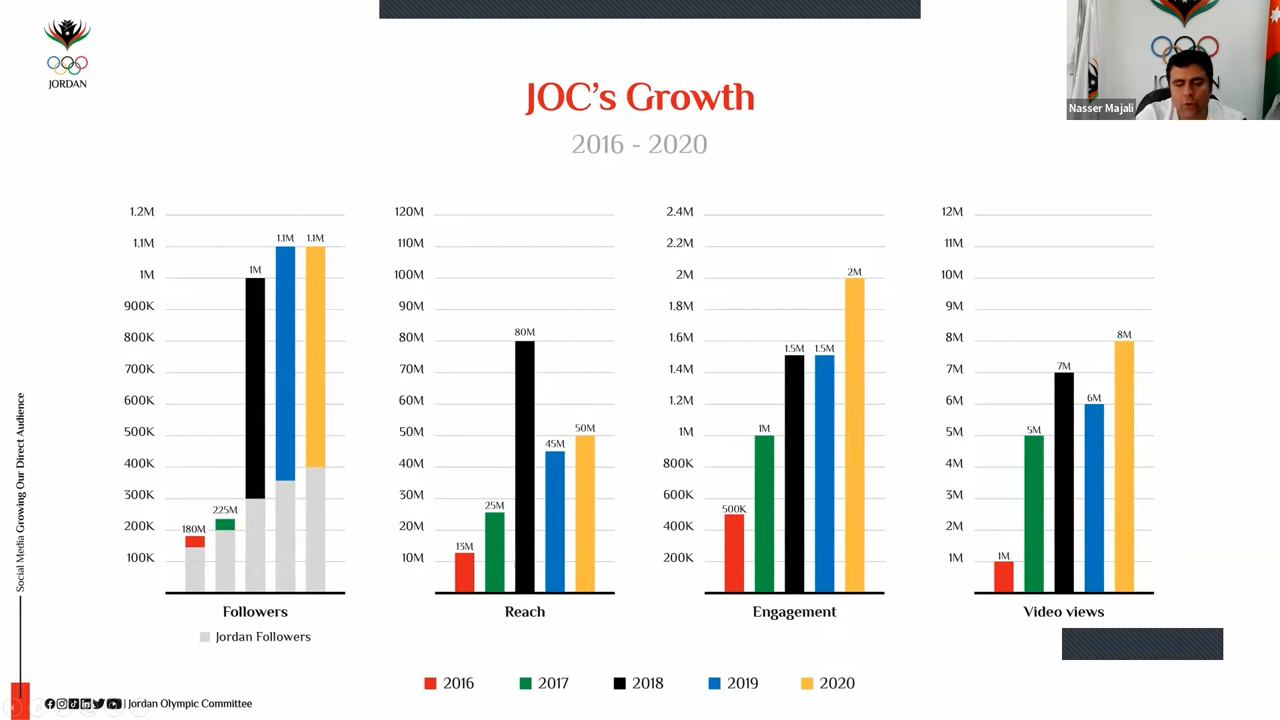 JORDAN
JOC's Growth
2016 - 2020
Nasser Majali
Social Media Growing Our Direct Audience
1.2M
1.1M
1M
900K
800K
700K
600K
500K
400K
300K
200K
100K
180M
225M
1M
1.1M
1.1M
Followers
Jordan Followers
120M
110M
100M
90M
80M
70M
60M
50M
40M
30M
20M
10M
13M
25M
80M
45M
50M
Reach
2.4M
2.2M
2M
1.8M
1.6M
1.4M
1.2M
1M
800K
600K
400K
200K
500K
1M
1.5M
1.5M
2M
Engagement
12M
11M
10M
9M
8M
7M
6M
5M
4M
3M
2M
1M
1M
5M
7M
6M
8M
Video views
2016
2017
2018
2019
2020
| Jordan Olympic Committee